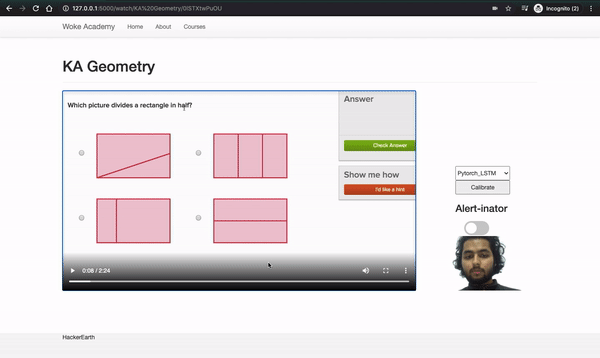 127.0.0.1:5000/watch/KA%20Geometry/0lSTXtwPuOU
Incognito (2)
Woke Academy
Home
About
Courses
KA Geometry
Which picture divides a rectangle in half?
Answer
Check Answer
Show me how
I'd like a hint
0:08 / 2:24
Pytorch_LSTM
Calibrate
Alert-inator
HackerEarth